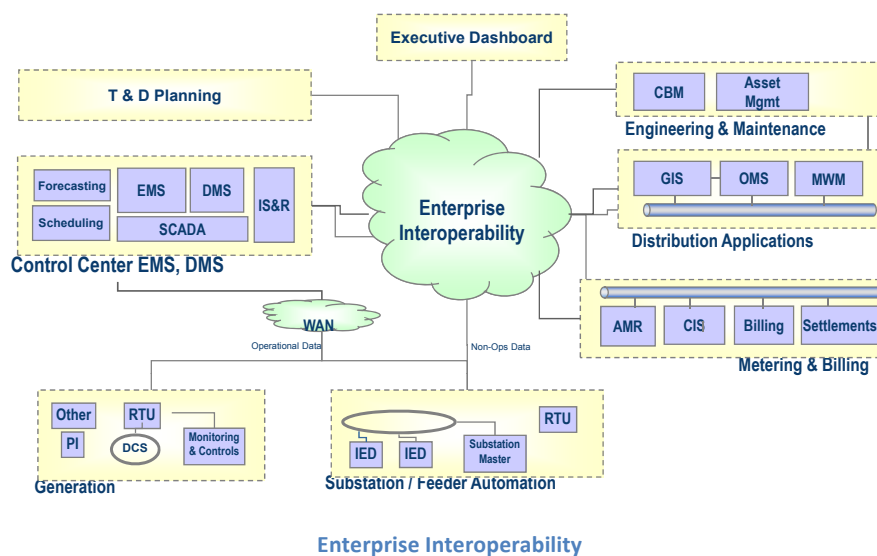 Executive Dashboard
T & D Planning
CBM
Asset
Mgmt
Engineering & Maintenance
Forecasting
Scheduling
EMS
DMS
IS&R
SCADA
Control Center EMS, DMS
Enterprise
Interoperability
GIS
OMS
MWM
Distribution Applications
WAN
Operational Data
Non-Ops Data
AMR
CIS
Billing
Settlements
Metering & Billing
Other
RTU
PI
DCS
Monitoring
& Controls
Generation
IED
IED
Substation
Master
RTU
Substation / Feeder Automation
Enterprise Interoperability